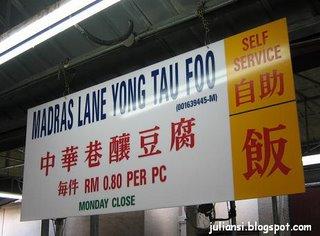 MADRAS LANE YONG TAU FOO
(001639445-M)
中華巷釀豆腐
每件 RM 0.80 PER PC
MONDAY CLOSE
SELF
SERVICE
自助
飯
juliansi.blogspot.com